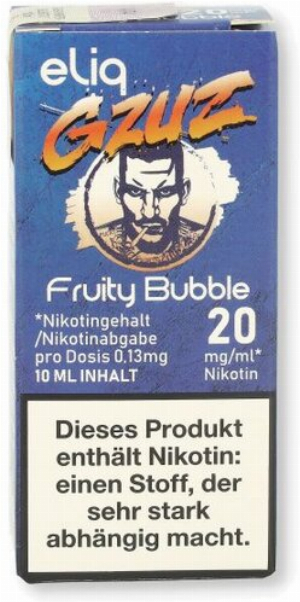 20
eliq
GZUZ
Fruity Bubble
*Nikotingehalt
/Nikotinabgabe
pro Dosis 0,13mg
10 ML INHALT
20
mg/ml*
Nikotin
Dieses Produkt
enthält Nikotin:
einen Stoff, der
sehr stark
abhängig macht.